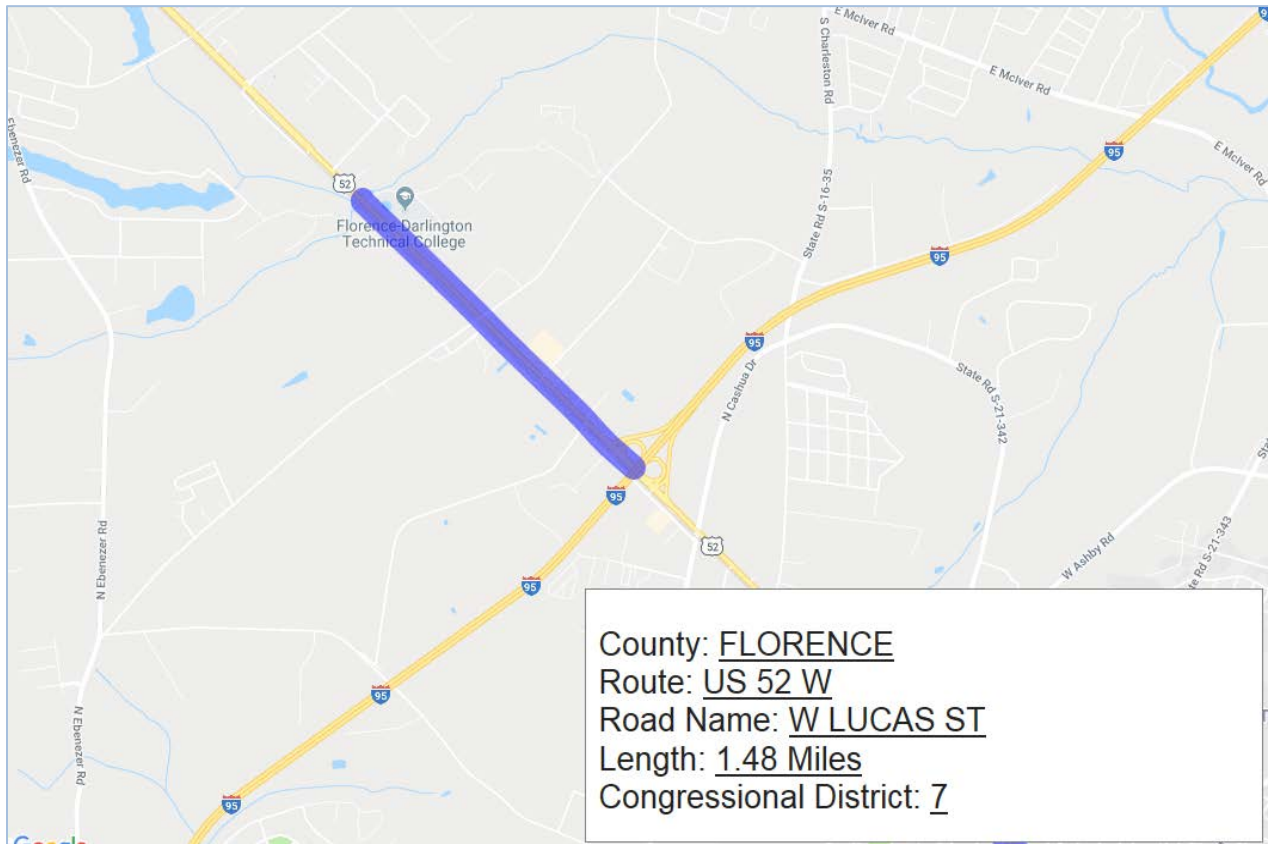 95
E McIver Rd
S Charleston Rd
E McIver Rd
95
E McIver Rd
Ebenezer Rd
52
Florence-Darlington
Technical College
State Rd S-16-35
95
95
N Cashua Dr
State Rd S-21-342
95
52
N Ebenezer Rd
W Ashby Rd
State Rd S-21-343
95
County: FLORENCE
Route: US 52 W
Road Name: W LUCAS ST
Length: 1.48 Miles
Congressional District: 7
95
N Ebenezer Rd
95
Google